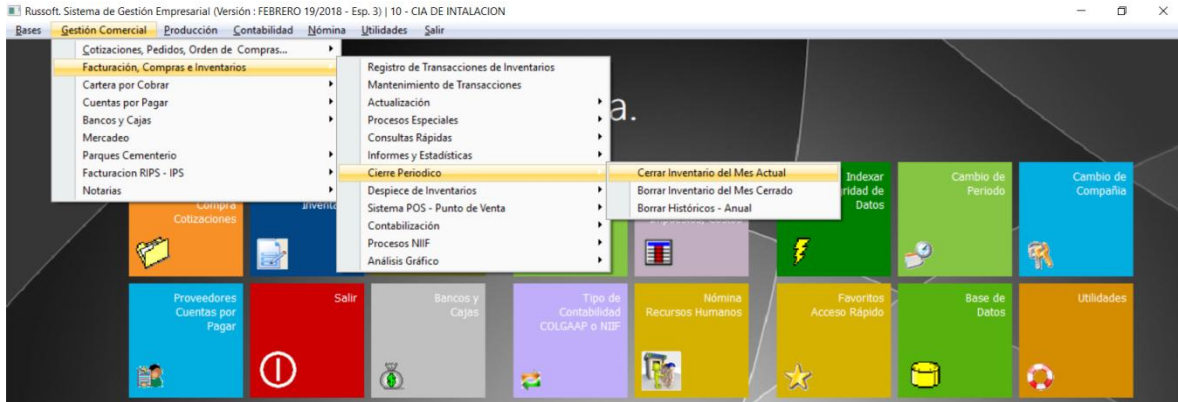 Russoft. Sistema de Gestión Empresarial (Versión : FEBRERO 19/2018 - Esp. 3) | 10 - CIA DE INTALACION
Bases Gestión Comercial Producción Contabilidad Nómina Utilidades Salir
Cotizaciones, Pedidos, Orden de Compras...
Facturación, Compras e Inventarios
Cartera por Cobrar
Cuentas por Pagar
Bancos y Cajas
Mercadeo
Parques Cementerio
Facturacion RIPS - IPS
Notarias
Registro de Transacciones de Inventarios
Mantenimiento de Transacciones
Actualización
Procesos Especiales
Consultas Rápidas
Informes y Estadísticas
Cierre Periodico
Despiece de Inventarios
Sistema POS - Punto de Venta
Contabilización
Procesos NIIF
Análisis Gráfico
Cerrar Inventario del Mes Actual
Borrar Inventario del Mes Cerrado
Borrar Históricos - Anual
a.
Compra
Cotizaciones
Indexar
Datos
Cambio de
Periodo
Cambio de
Compañia
Proveedores
Cuentas por
Pagar
Salir
Bancos y
Cajas
Tipo de
Contabilidad
COLGAAP o NIIF
Nómina
Recursos Humanos
Favoritos
Acceso Rápido
Base de
Datos
Utilidades